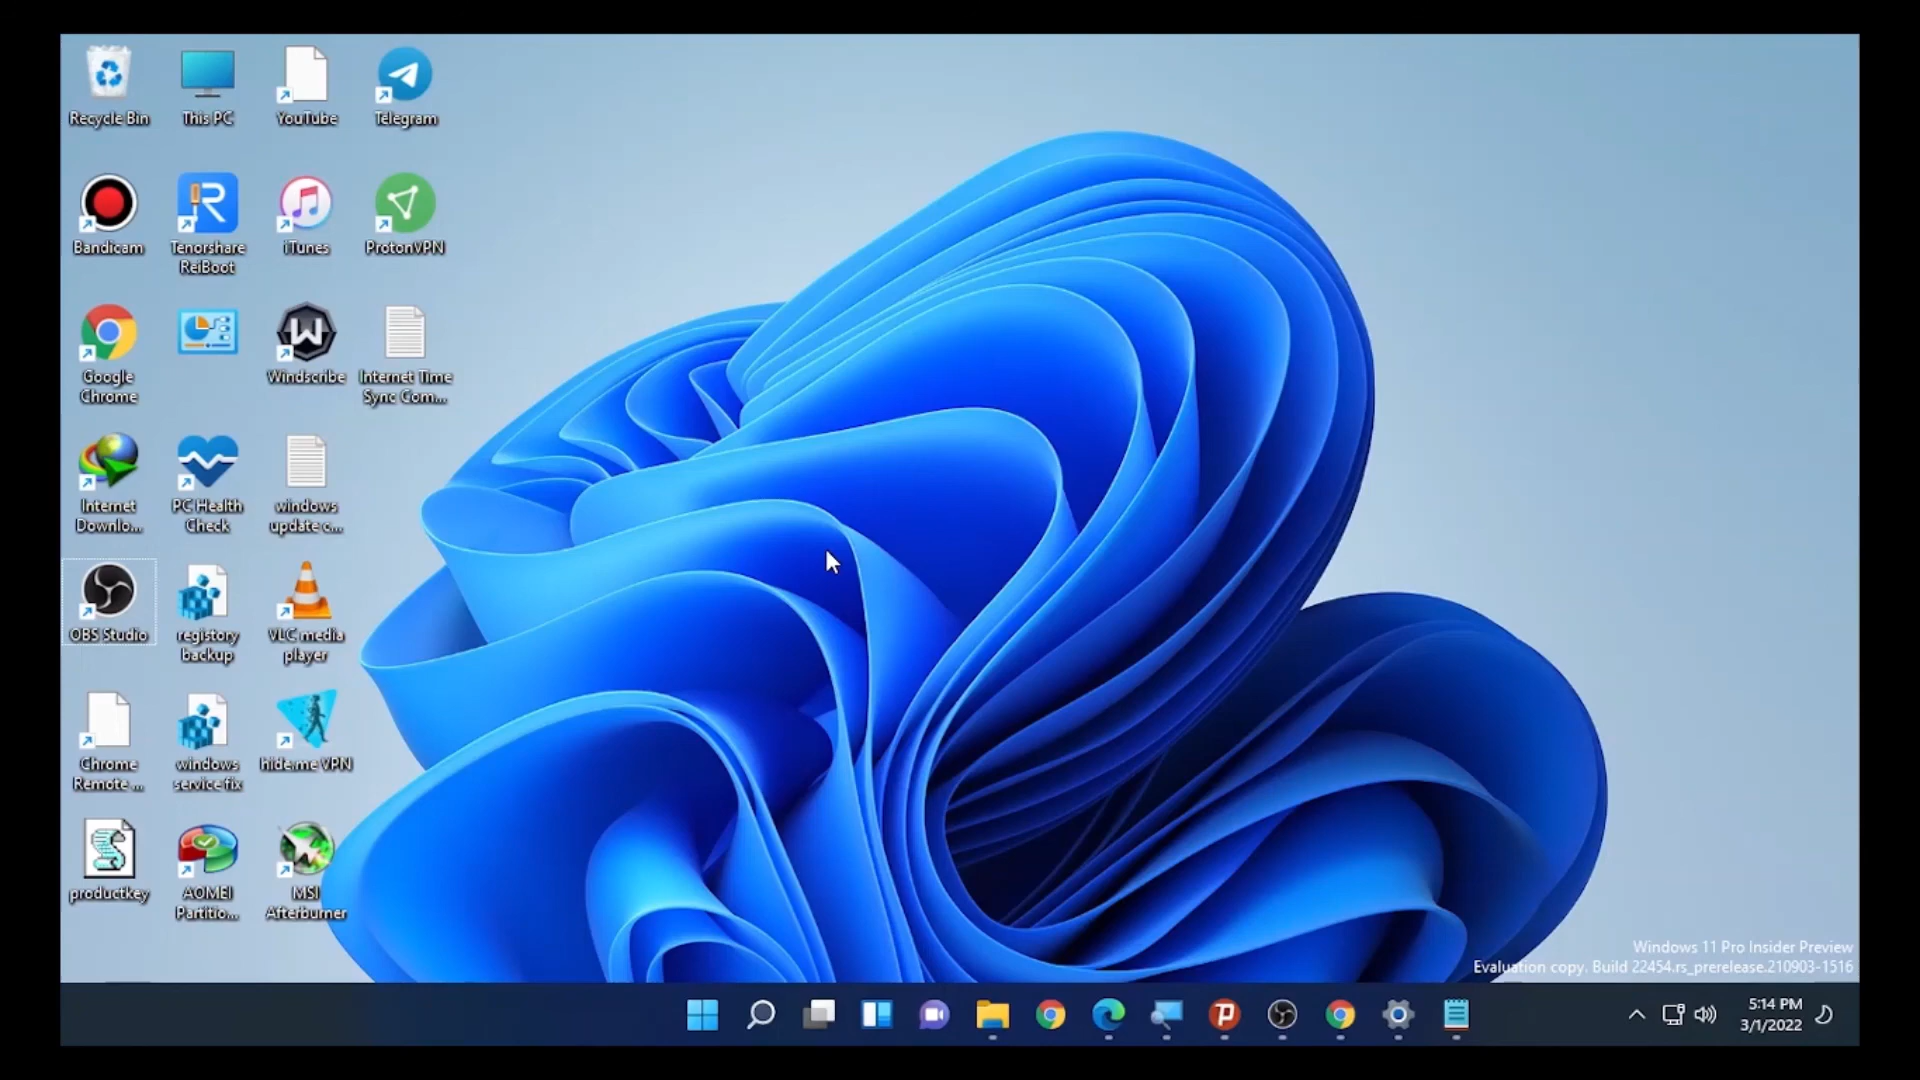 Recycle Bin
This PC
YouTube
Telegram
Bandicam
Tenorshare
ReiBoot
iTunes
ProtonVPN
Google
Chrome
Windscribe
Internet Time
Sync Com...
Internet
Downlo...
PC Health
Check
windows
update c...
OBS Studio
registory
backup
VLC media
player
Chrome
Remote ...
windows
service fix
hide.me VPN
productkey
AOMEI
Partitio...
MSI
Afterburner
Windows 11 Pro Insider Preview
Evaluation copy. Build 22454.rs_prerelease.210903-1516
5:14 PM
3/1/2022